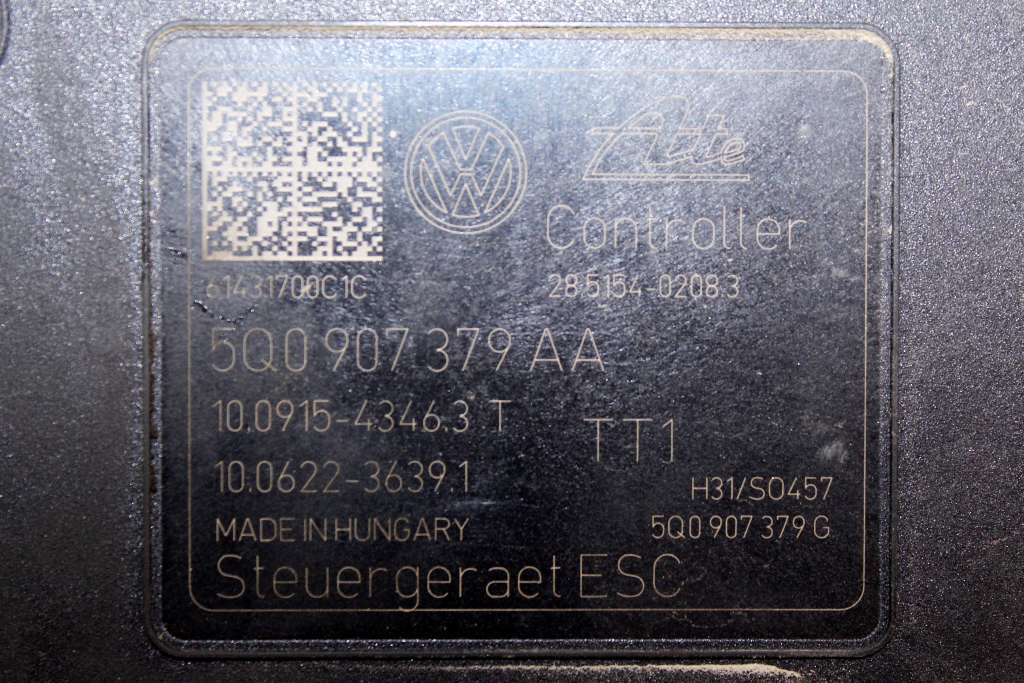 Ate
Controller
61431700C1C
28.5154-0208.3
5Q0 907 379 AA
10.0915-4346.3 T
TT1
10.0622-3639.1
H31/S0457
MADE IN HUNGARY
5Q0 907 379 G
Steuergeraet ESC